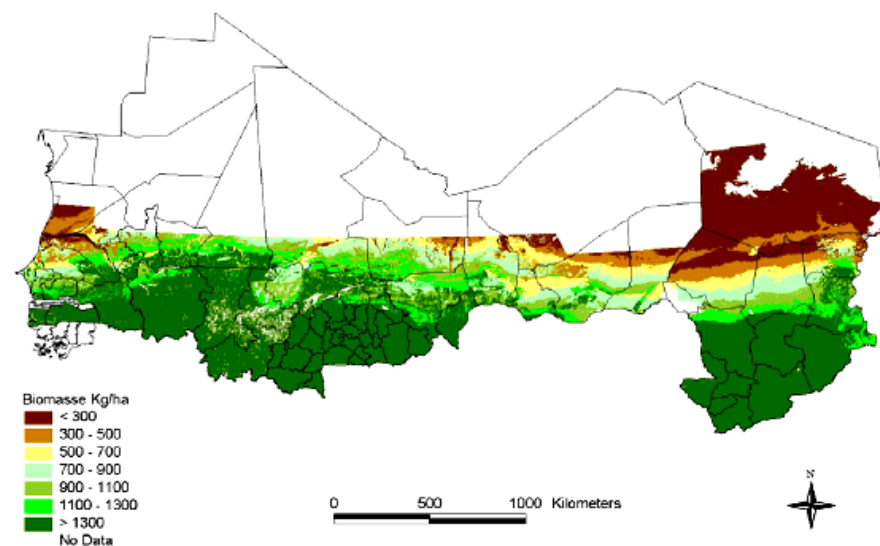 Biomasse Kg/ha
< 300
300 - 500
500 - 700
700 - 900
900 - 1100
1100 - 1300
> 1300
No Data
0 500 1000 Kilometers
N